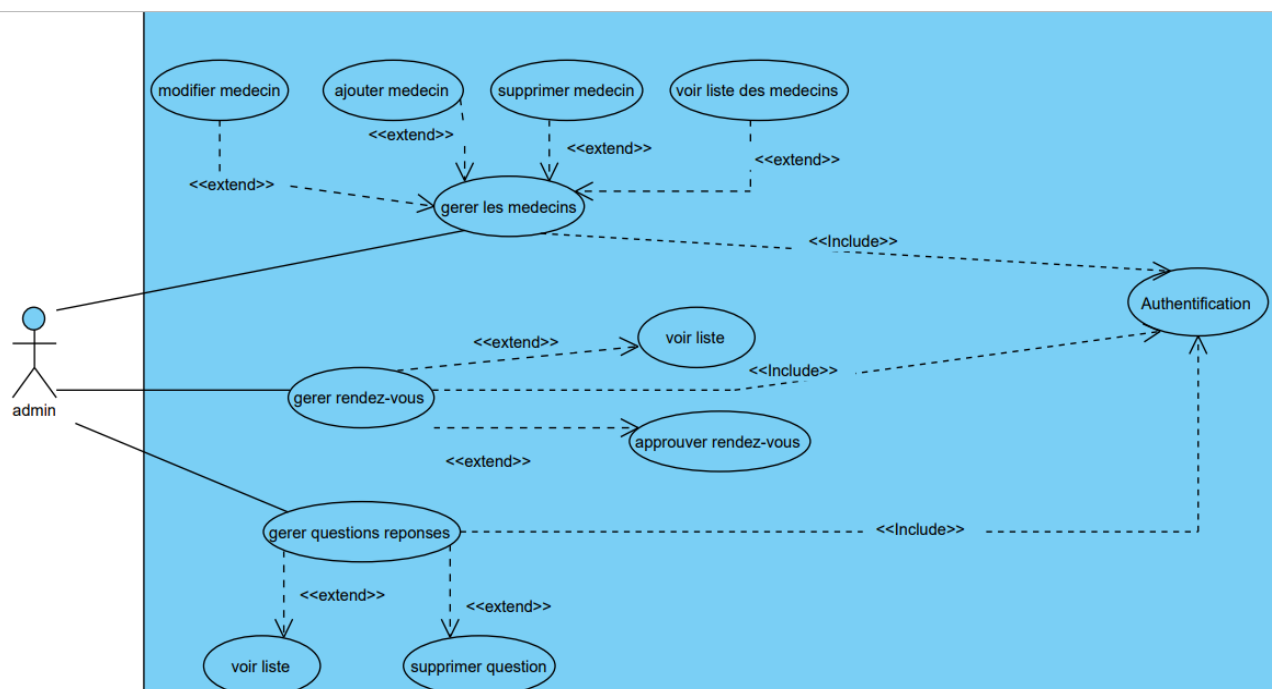 modifier medecin
ajouter medecin
supprimer medecin
voir liste des medecins
<<extend>>
<<extend>>
<<extend>>
<<extend>>
gerer les medecins
<<Include>>
Authentification
admin
<<extend>>
voir liste
<<Include>>
gerer rendez-vous
approuver rendez-vous
<<extend>>
gerer questions reponses
<<Include>>
<<extend>>
<<extend>>
voir liste
supprimer question